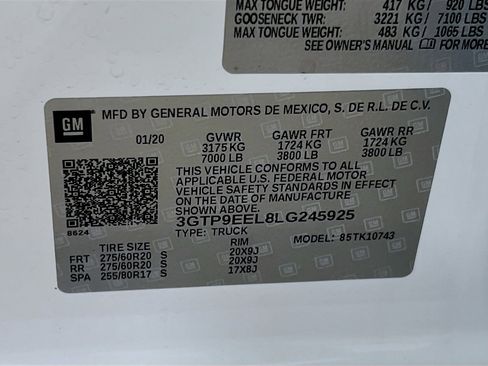 MAX TONGUE WEIGHT: 417 KG/ 920 LBS
GOOSENECK TWR: 3221 KG/ 7100 LBS
MAX TONGUE WEIGHT: 483 KG/ 1065 LBS
SEE OWNER'S MANUAL FOR MORE
GM
MFD BY GENERAL MOTORS DE MEXICO, S. DE R.L. DE C.V.
01/20 GVWR GAWR FRT GAWR RR
3175 KG 1724 KG 1724 KG
7000 LB 3800 LB 3800 LB
THIS VEHICLE CONFORMS TO ALL
APPLICABLE U.S. FEDERAL MOTOR
VEHICLE SAFETY STANDARDS IN EFFECT
ON THE DATE OF MANUFACTURE SHOWN ABOVE.
3GTP9EEL8LG245925
8624
TYPE: TRUCK MODEL: 85TK10743
TIRE SIZE RIM
FRT 275/60R20 S 20X9J
RR 275/60R20 S 20X9J
SPA 255/80R17 S 17X8J